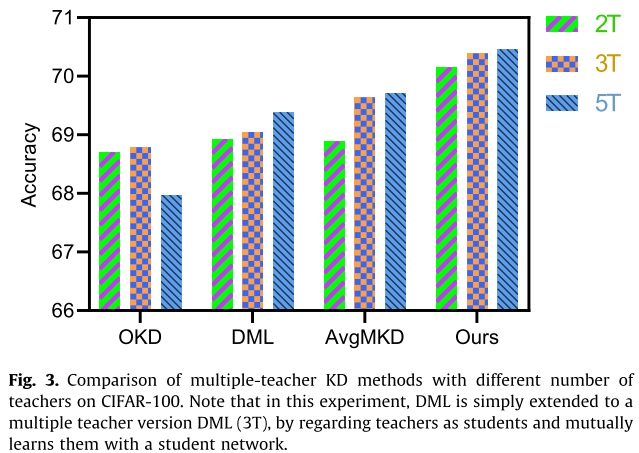 71
70
69
68
67
66
Accuracy
OKD
DML
AvgMKD
Ours
2T
3T
5T
Fig. 3. Comparison of multiple-teacher KD methods with different number of
teachers on CIFAR-100. Note that in this experiment, DML is simply extended to a
multiple teacher version DML (3T), by regarding teachers as students and mutually
learns them with a student network.